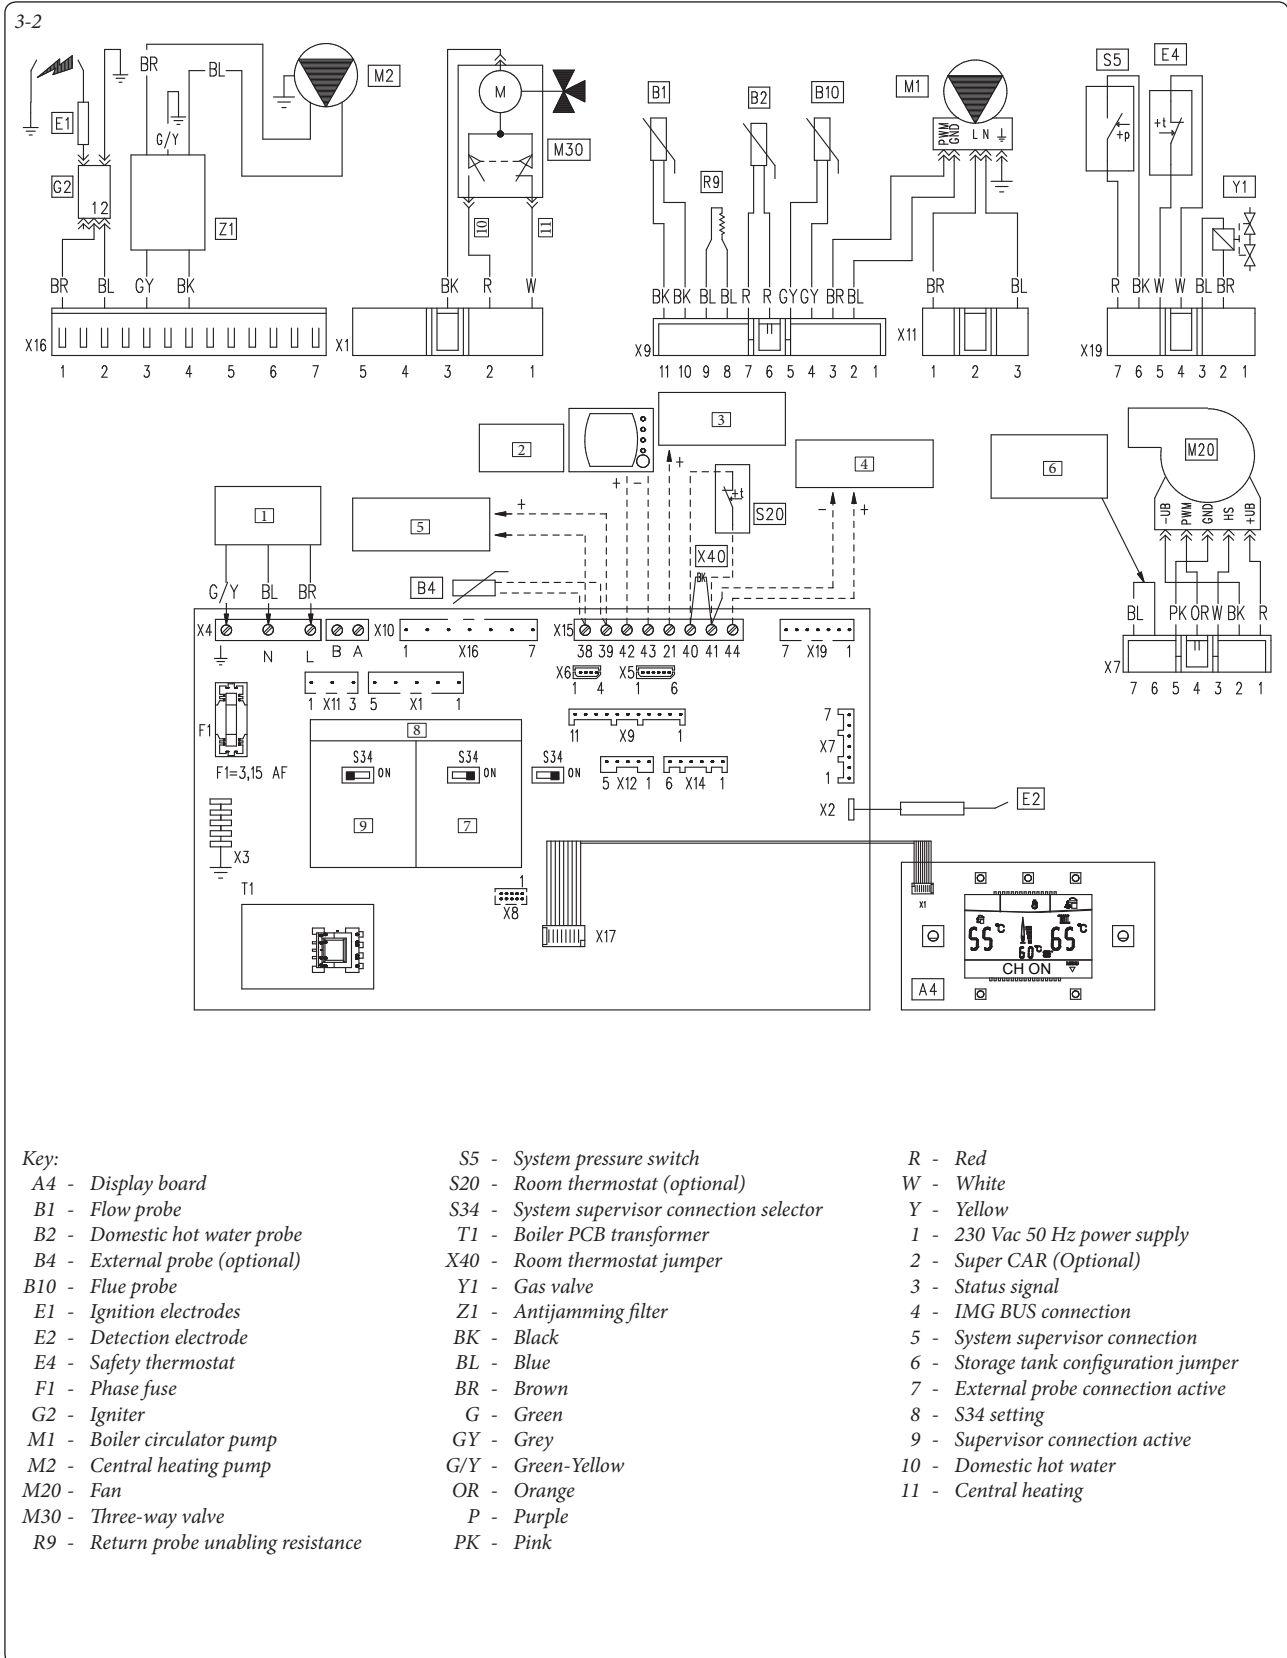 3-2
BR
BL
M2
G/Y
E1
G2
1 2
Z1
BR BL GY BK
X16
1 2 3 4 5 6 7
M
M30
10
11
BK R W
X1
5 4 3 2 1
B1
B2
B10
R9
M1
PWM
GND
L N
BK BK BL BL R R GY GY BR BL
X9
11 10 9 8 7 6 5 4 3 2 1
BR BL
X11
1 2 3
S5
E4
+p
+t
Y1
R BK W W BL BR
X19
7 6 5 4 3 2 1
1
2
3
4
5
6
+
+ -
+
- +
+t
S20
X40
BK
B4
G/Y BL BR
M20
-UB
PWM
GND
HS
+UB
BL PK OR W BK R
X7
7 6 5 4 3 2 1
X4
N L
B A
X10
1 X16 7
X15
38 39 42 43 21 40 41 44
7 X19 1
X6
1 4
X5
1 6
1 X11 3
5 X1 1
F1
F1=3,15 AF
8
S34
ON
S34
ON
S34
ON
9
7
11 X9 1
5 X12 1
6 X14 1
7
X7
1
X2
E2
X3
T1
1
X8
X17
X1
55 °C
60 °C
65 °C
CH ON
MENU
A4
Key:
A4 - Display board
B1 - Flow probe
B2 - Domestic hot water probe
B4 - External probe (optional)
B10 - Flue probe
E1 - Ignition electrodes
E2 - Detection electrode
E4 - Safety thermostat
F1 - Phase fuse
G2 - Igniter
M1 - Boiler circulator pump
M2 - Central heating pump
M20 - Fan
M30 - Three-way valve
R9 - Return probe unabling resistance
S5 - System pressure switch
S20 - Room thermostat (optional)
S34 - System supervisor connection selector
T1 - Boiler PCB transformer
X40 - Room thermostat jumper
Y1 - Gas valve
Z1 - Antijamming filter
BK - Black
BL - Blue
BR - Brown
G - Green
GY - Grey
G/Y - Green-Yellow
OR - Orange
P - Purple
PK - Pink
R - Red
W - White
Y - Yellow
1 - 230 Vac 50 Hz power supply
2 - Super CAR (Optional)
3 - Status signal
4 - IMG BUS connection
5 - System supervisor connection
6 - Storage tank configuration jumper
7 - External probe connection active
8 - S34 setting
9 - Supervisor connection active
10 - Domestic hot water
11 - Central heating